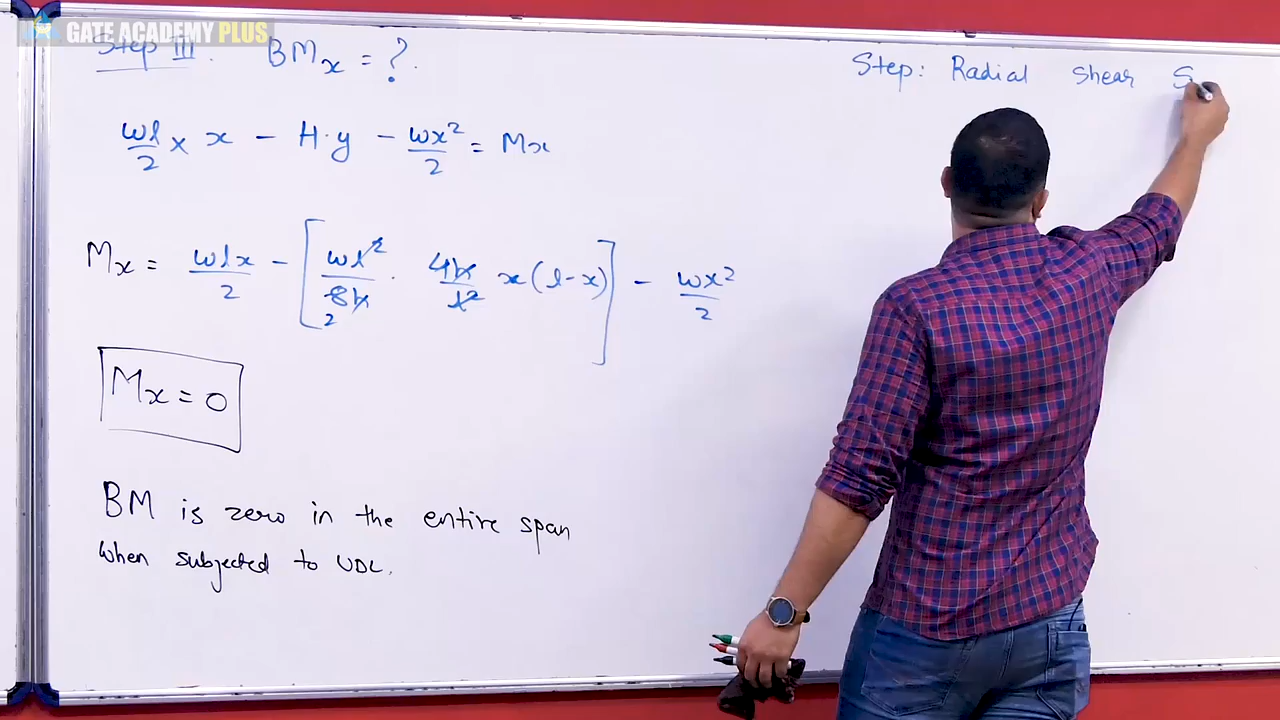 GATE ACADEMY PLUS
Step III. BMx = ?.
wl/2 × x − H·y − wx²/2 = Mx
Mx = wlx/2 − [wl²/8h · 4h/l² x(l−x)] − wx²/2
2
Mx = 0
BM is zero in the entire span
when subjected to UDL.
Step: Radial shear S